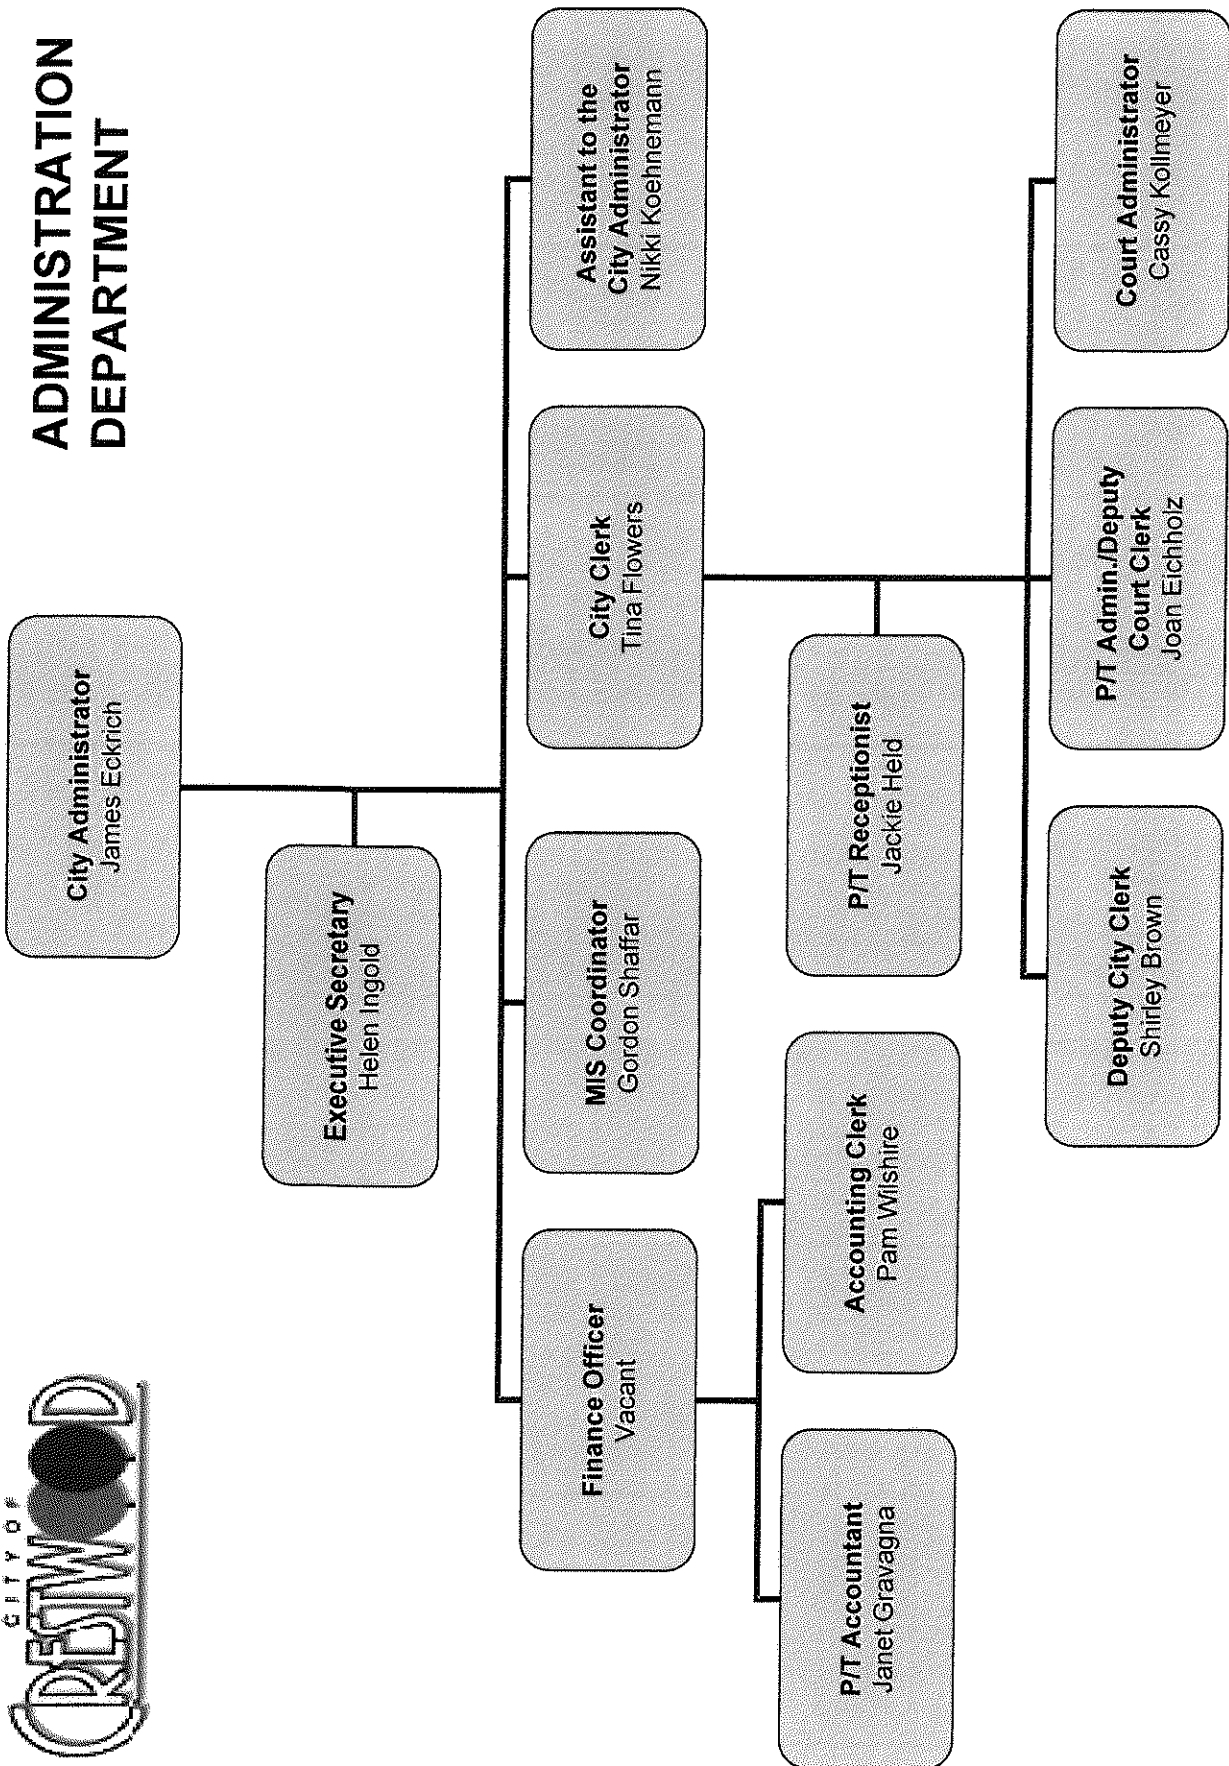 CITY OF
CRESTWOOD
ADMINISTRATION
DEPARTMENT
City Administrator
James Eckrich
Executive Secretary
Helen Ingold
Finance Officer
Vacant
MIS Coordinator
Gordon Shaffar
City Clerk
Tina Flowers
Assistant to the
City Administrator
Nikki Koehnemann
P/T Accountant
Janet Gravagna
Accounting Clerk
Pam Wilshire
P/T Receptionist
Jackie Held
Deputy City Clerk
Shirley Brown
P/T Admin./Deputy
Court Clerk
Joan Eichholz
Court Administrator
Cassy Kollmeyer